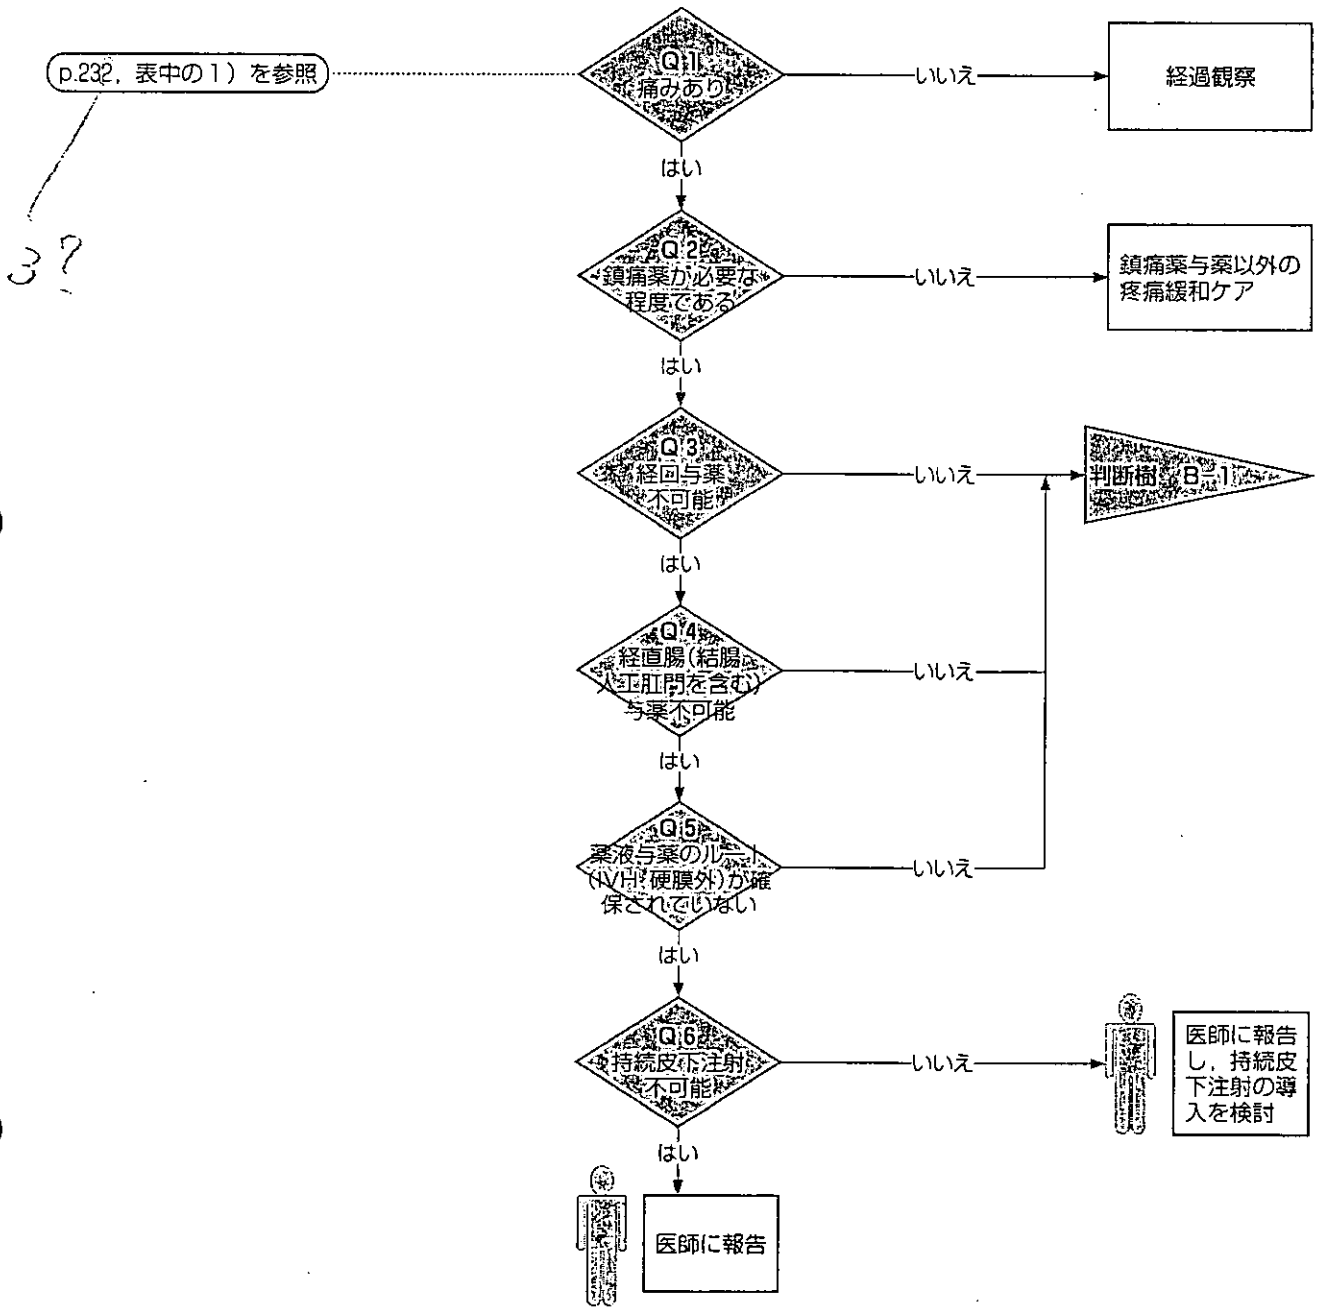 p.232, 表中の1) を参照
3?
Q 1
痛みあり
いいえ
経過観察
はい
Q 2
鎮痛薬が必要な
程度である
いいえ
鎮痛薬与薬以外の
疼痛緩和ケア
はい
Q 3
経回与薬
不可能
いいえ
判断樹 B-1
はい
Q 4
経直腸(結腸
人工肛門を含む)
与薬不可能
いいえ
はい
Q 5
薬液与薬のルート
(IVH, 硬膜外)が確
保されていない
いいえ
はい
Q 6
持続皮下注射
不可能
いいえ
医師に報告
し,持続皮
下注射の導
入を検討
はい
医師に報告